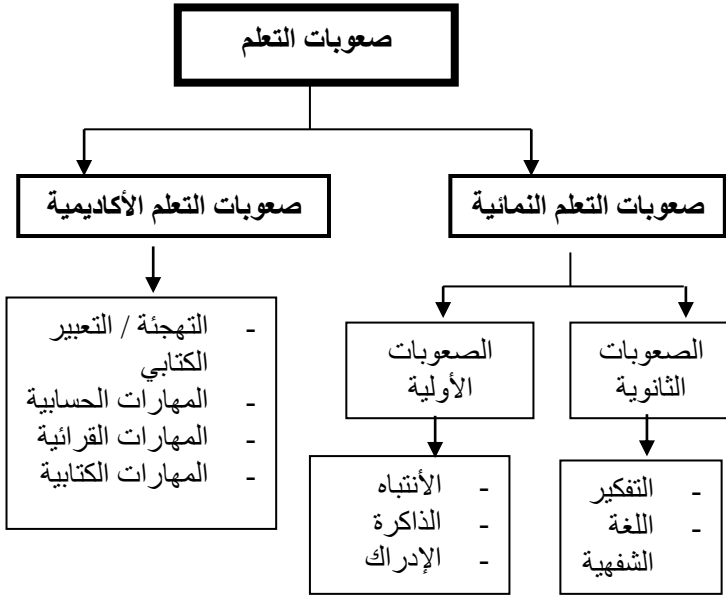 صعوبات التعلم
صعوبات التعلم النمائية
صعوبات التعلم الأكاديمية
الصعوبات
الثانوية
الصعوبات
الأولية
- التفكير
- اللغة
الشفهية
- الأنتباه
- الذاكرة
- الإدراك
- التهجئة / التعبير
الكتابي
- المهارات الحسابية
- المهارات القرائية
- المهارات الكتابية